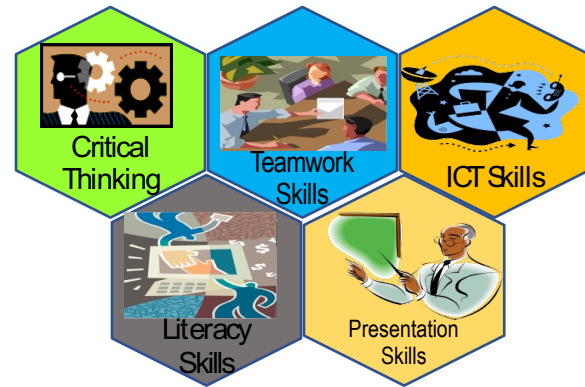 Critical
Thinking
Teamwork
Skills
ICT Skills
Literacy
Skills
Presentation
Skills